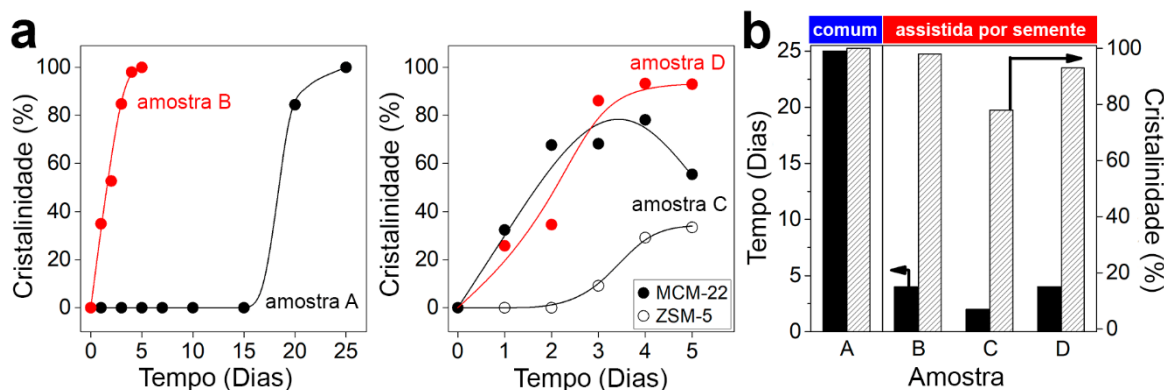 a
100
80
60
40
20
0
Cristalinidade (%)
amostra B
amostra A
0 5 10 15 20 25
Tempo (Dias)
100
80
60
40
20
0
Cristalinidade (%)
amostra D
amostra C
MCM-22
ZSM-5
0 1 2 3 4 5
Tempo (Dias)
b
comum
assistida por semente
25
20
15
10
5
0
Tempo (Dias)
100
80
60
40
20
0
Cristalinidade (%)
A B C D
Amostra